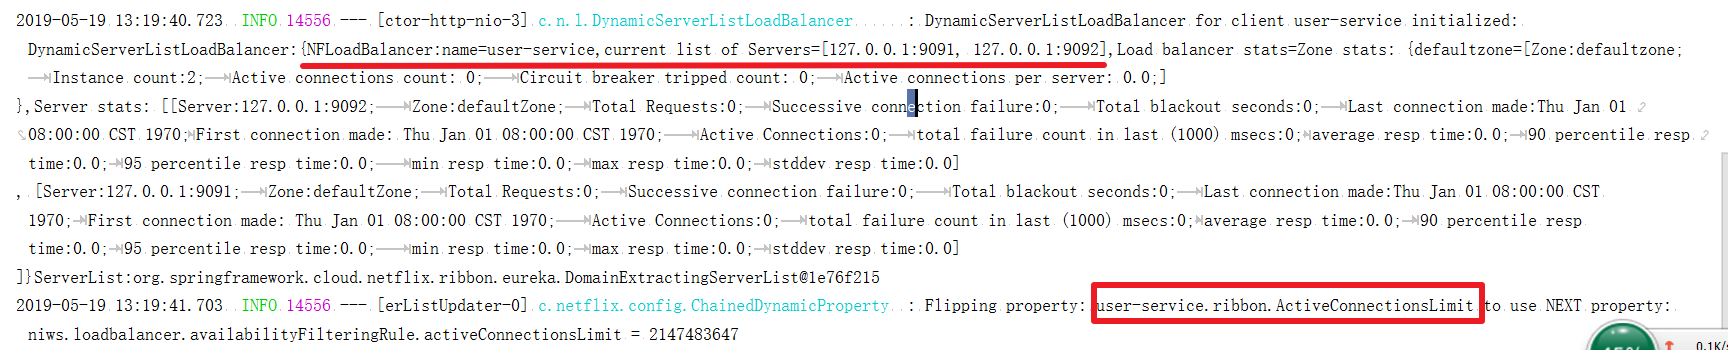 2019-05-19 13:19:40.723  INFO 14556 --- [ctor-http-nio-3] c.n.l.DynamicServerListLoadBalancer      : DynamicServerListLoadBalancer for client user-service initialized:
DynamicServerListLoadBalancer:{NFLoadBalancer:name=user-service,current list of Servers=[127.0.0.1:9091, 127.0.0.1:9092],Load balancer stats=Zone stats: {defaultzone=[Zone:defaultzone;
Instance count:2; Active connections count: 0; Circuit breaker tripped count: 0; Active connections per server: 0.0;]
},Server stats: [[Server:127.0.0.1:9092; Zone:defaultZone; Total Requests:0; Successive connection failure:0; Total blackout seconds:0; Last connection made:Thu Jan 01
08:00:00 CST 1970; First connection made: Thu Jan 01 08:00:00 CST 1970; Active Connections:0; total failure count in last (1000) msecs:0; average resp time:0.0; 90 percentile resp
time:0.0; 95 percentile resp time:0.0; min resp time:0.0; max resp time:0.0; stddev resp time:0.0]
, [Server:127.0.0.1:9091; Zone:defaultZone; Total Requests:0; Successive connection failure:0; Total blackout seconds:0; Last connection made:Thu Jan 01 08:00:00 CST
1970; First connection made: Thu Jan 01 08:00:00 CST 1970; Active Connections:0; total failure count in last (1000) msecs:0; average resp time:0.0; 90 percentile resp
time:0.0; 95 percentile resp time:0.0; min resp time:0.0; max resp time:0.0; stddev resp time:0.0]
]}ServerList:org.springframework.cloud.netflix.ribbon.eureka.DomainExtractingServerList@1e76f215
2019-05-19 13:19:41.703  INFO 14556 --- [erListUpdater-0] c.netflix.config.ChainedDynamicProperty  : Flipping property: user-service.ribbon.ActiveConnectionsLimit to use NEXT property:
niws.loadbalancer.availabilityFilteringRule.activeConnectionsLimit = 2147483647